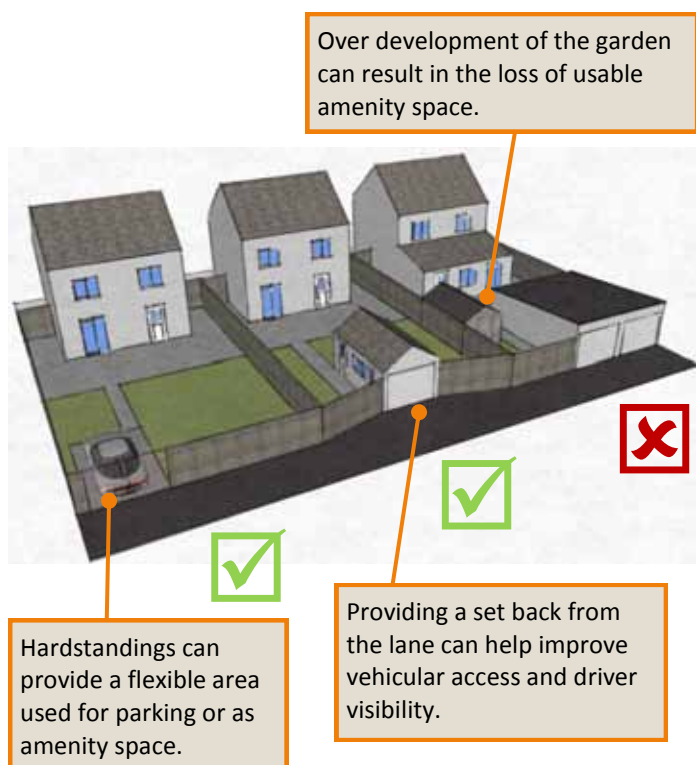 Over development of the garden
can result in the loss of usable
amenity space.
Hardstandings can
provide a flexible area
used for parking or as
amenity space.
Providing a set back from
the lane can help improve
vehicular access and driver
visibility.